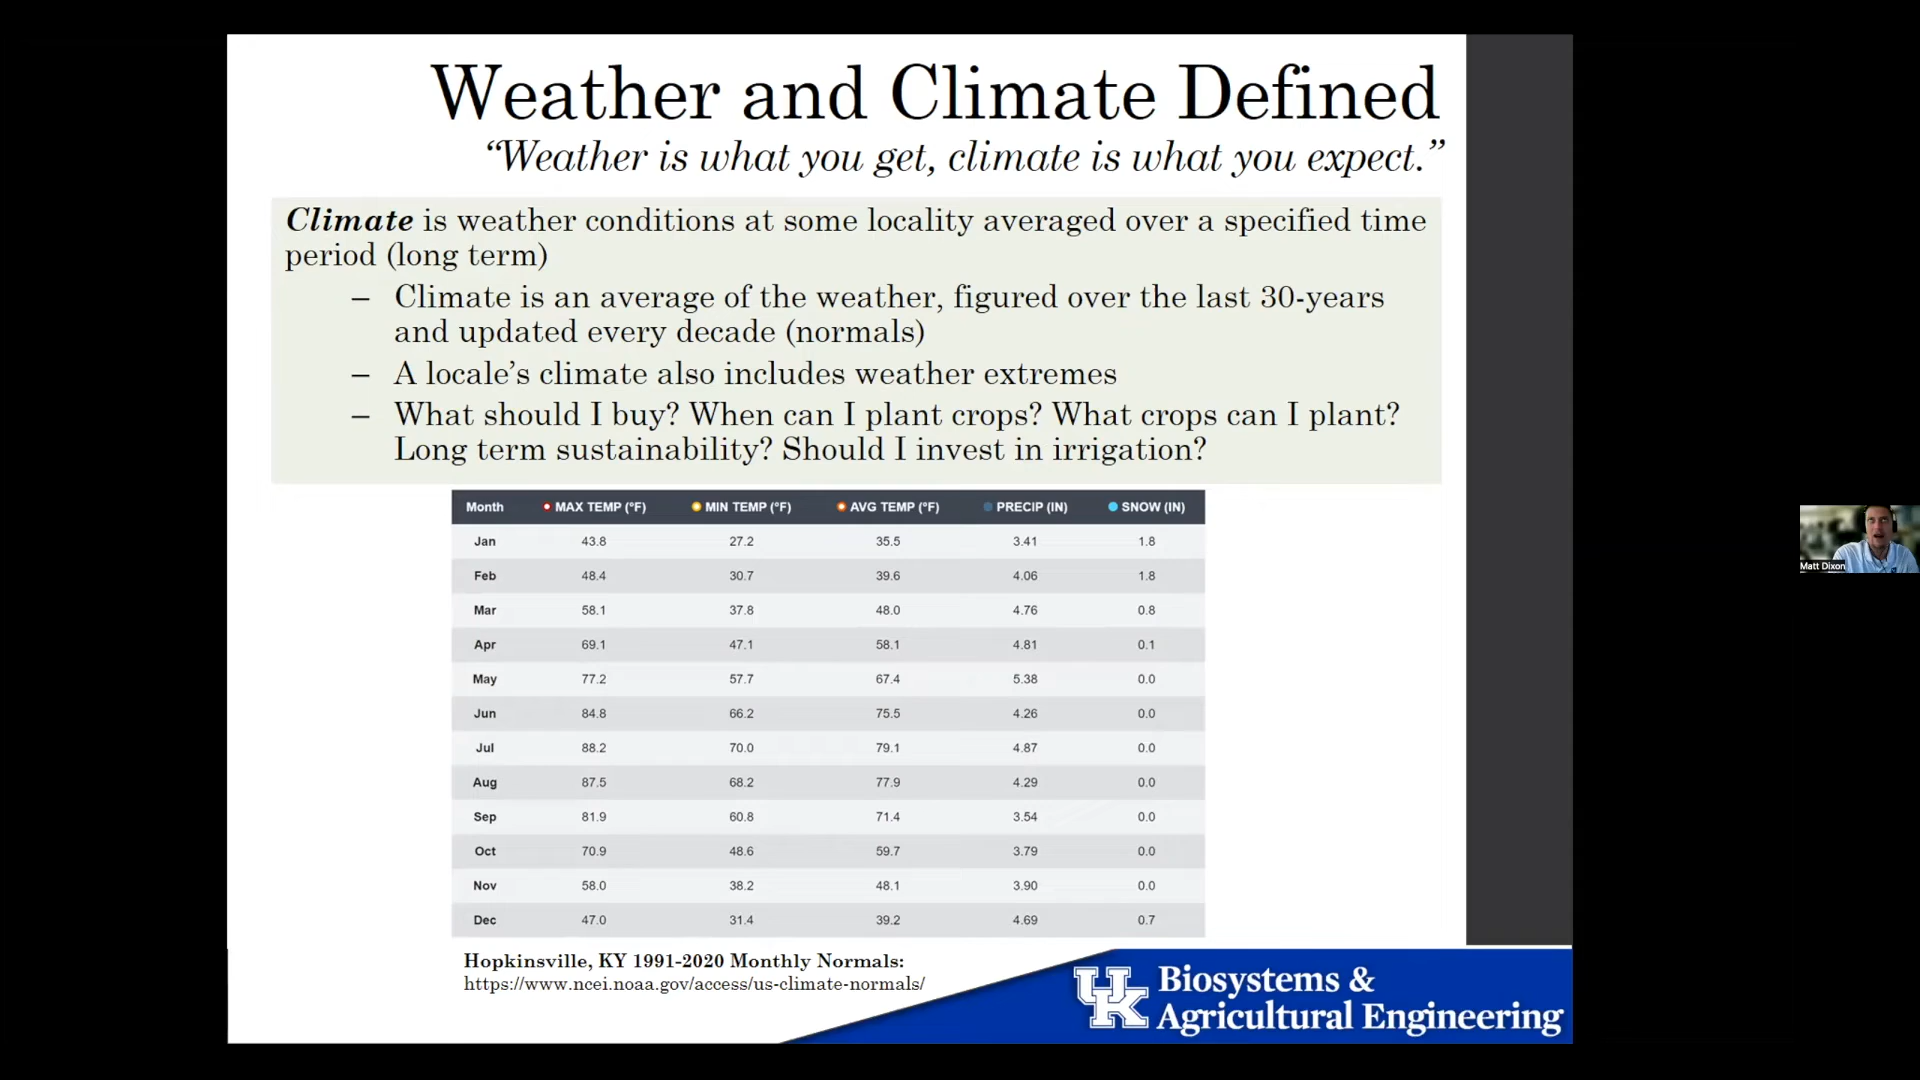 Weather and Climate Defined
“Weather is what you get, climate is what you expect.”
Climate is weather conditions at some locality averaged over a specified time
period (long term)
– Climate is an average of the weather, figured over the last 30-years
and updated every decade (normals)
– A locale’s climate also includes weather extremes
– What should I buy? When can I plant crops? What crops can I plant?
Long term sustainability? Should I invest in irrigation?
Month MAX TEMP (°F) MIN TEMP (°F) AVG TEMP (°F) PRECIP (IN) SNOW (IN)
Jan 43.8 27.2 35.5 3.41 1.8
Feb 48.4 30.7 39.6 4.06 1.8
Mar 58.1 37.8 48.0 4.76 0.8
Apr 69.1 47.1 58.1 4.81 0.1
May 77.2 57.7 67.4 5.38 0.0
Jun 84.8 66.2 75.5 4.26 0.0
Jul 88.2 70.0 79.1 4.87 0.0
Aug 87.5 68.2 77.9 4.29 0.0
Sep 81.9 60.8 71.4 3.54 0.0
Oct 70.9 48.6 59.7 3.79 0.0
Nov 58.0 38.2 48.1 3.90 0.0
Dec 47.0 31.4 39.2 4.69 0.7
Hopkinsville, KY 1991-2020 Monthly Normals:
https://www.ncei.noaa.gov/access/us-climate-normals/
UK Biosystems &
Agricultural Engineering
Matt Dixon